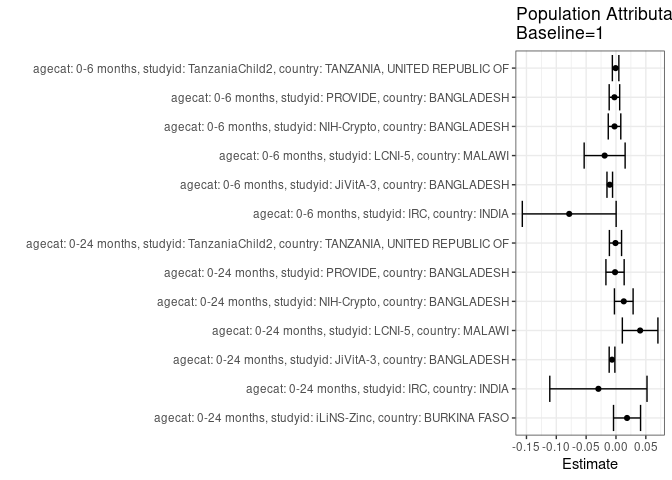 Population Attributa
Baseline=1
agecat: 0-6 months, studyid: TanzaniaChild2, country: TANZANIA, UNITED REPUBLIC OF
agecat: 0-6 months, studyid: PROVIDE, country: BANGLADESH
agecat: 0-6 months, studyid: NIH-Crypto, country: BANGLADESH
agecat: 0-6 months, studyid: LCNI-5, country: MALAWI
agecat: 0-6 months, studyid: JiVitA-3, country: BANGLADESH
agecat: 0-6 months, studyid: IRC, country: INDIA
agecat: 0-24 months, studyid: TanzaniaChild2, country: TANZANIA, UNITED REPUBLIC OF
agecat: 0-24 months, studyid: PROVIDE, country: BANGLADESH
agecat: 0-24 months, studyid: NIH-Crypto, country: BANGLADESH
agecat: 0-24 months, studyid: LCNI-5, country: MALAWI
agecat: 0-24 months, studyid: JiVitA-3, country: BANGLADESH
agecat: 0-24 months, studyid: IRC, country: INDIA
agecat: 0-24 months, studyid: iLiNS-Zinc, country: BURKINA FASO
-0.15 -0.10 -0.05 0.00 0.05
Estimate